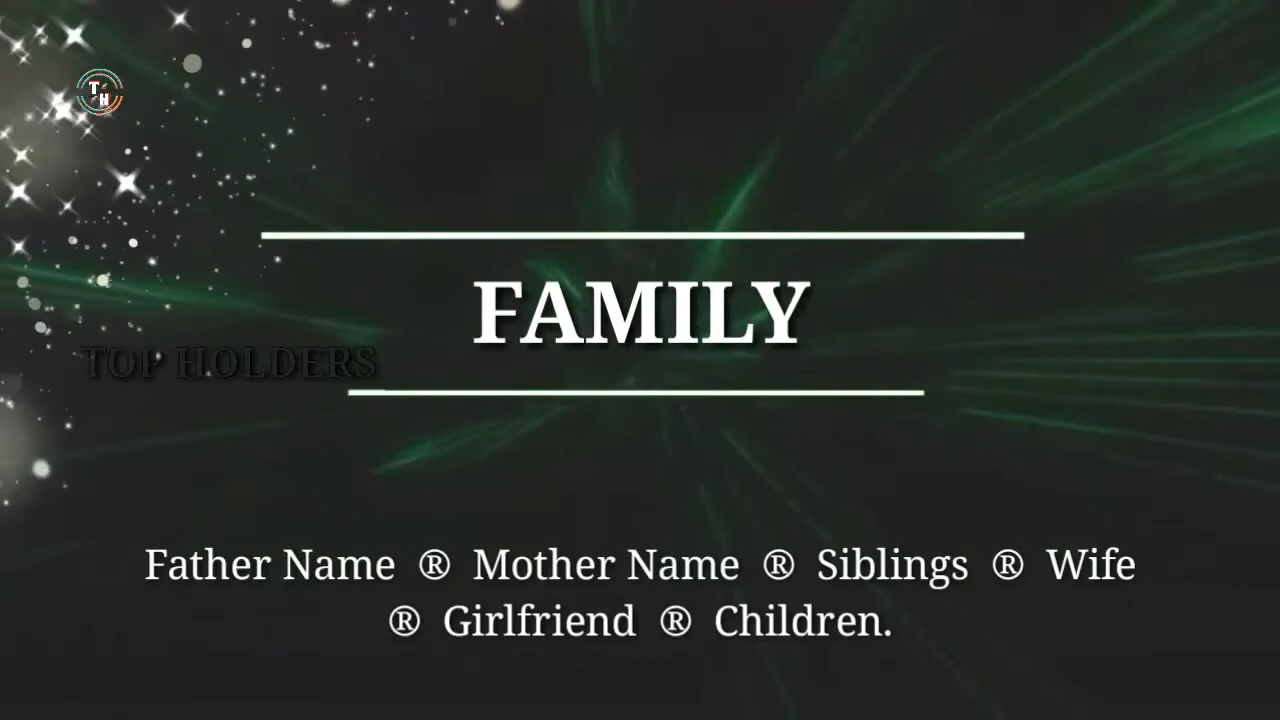 TH
FAMILY
TOP HOLDERS
Father Name ® Mother Name ® Siblings ® Wife
® Girlfriend ® Children.